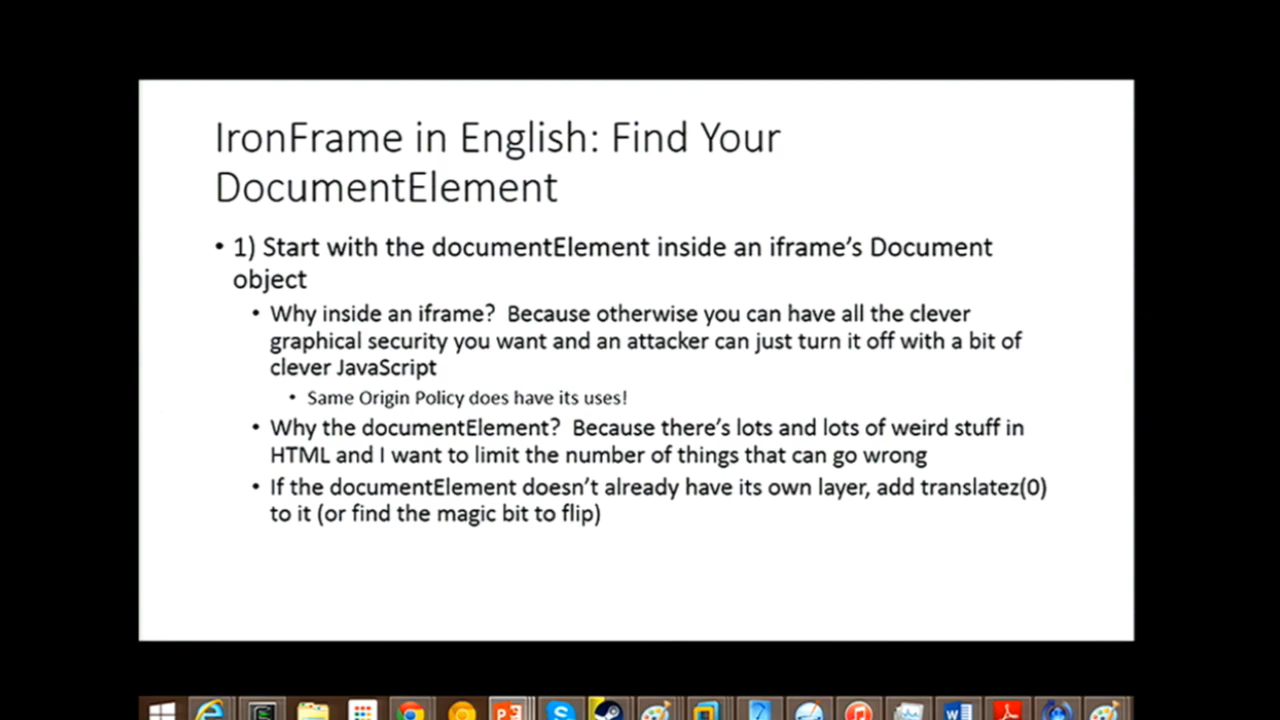 IronFrame in English: Find Your
DocumentElement
• 1) Start with the documentElement inside an iframe’s Document
object
• Why inside an iframe?  Because otherwise you can have all the clever
graphical security you want and an attacker can just turn it off with a bit of
clever JavaScript
• Same Origin Policy does have its uses!
• Why the documentElement?  Because there’s lots and lots of weird stuff in
HTML and I want to limit the number of things that can go wrong
• If the documentElement doesn’t already have its own layer, add translatez(0)
to it (or find the magic bit to flip)